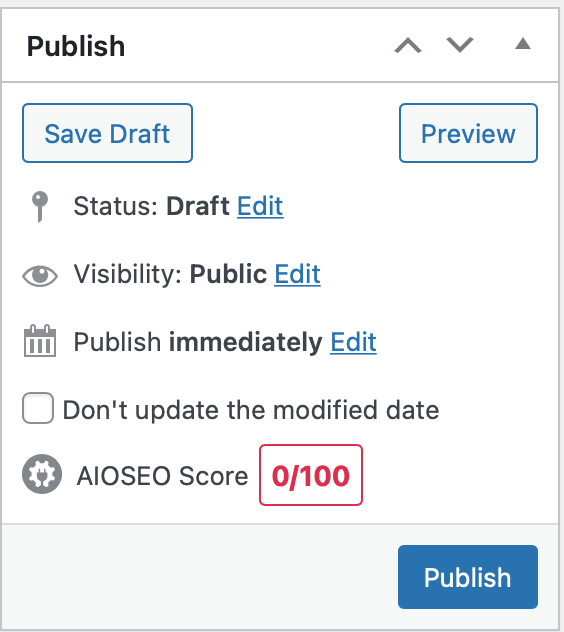 Publish
Save Draft Preview
Status: Draft Edit
Visibility: Public Edit
Publish immediately Edit
Don't update the modified date
AIOSEO Score 0/100
Publish